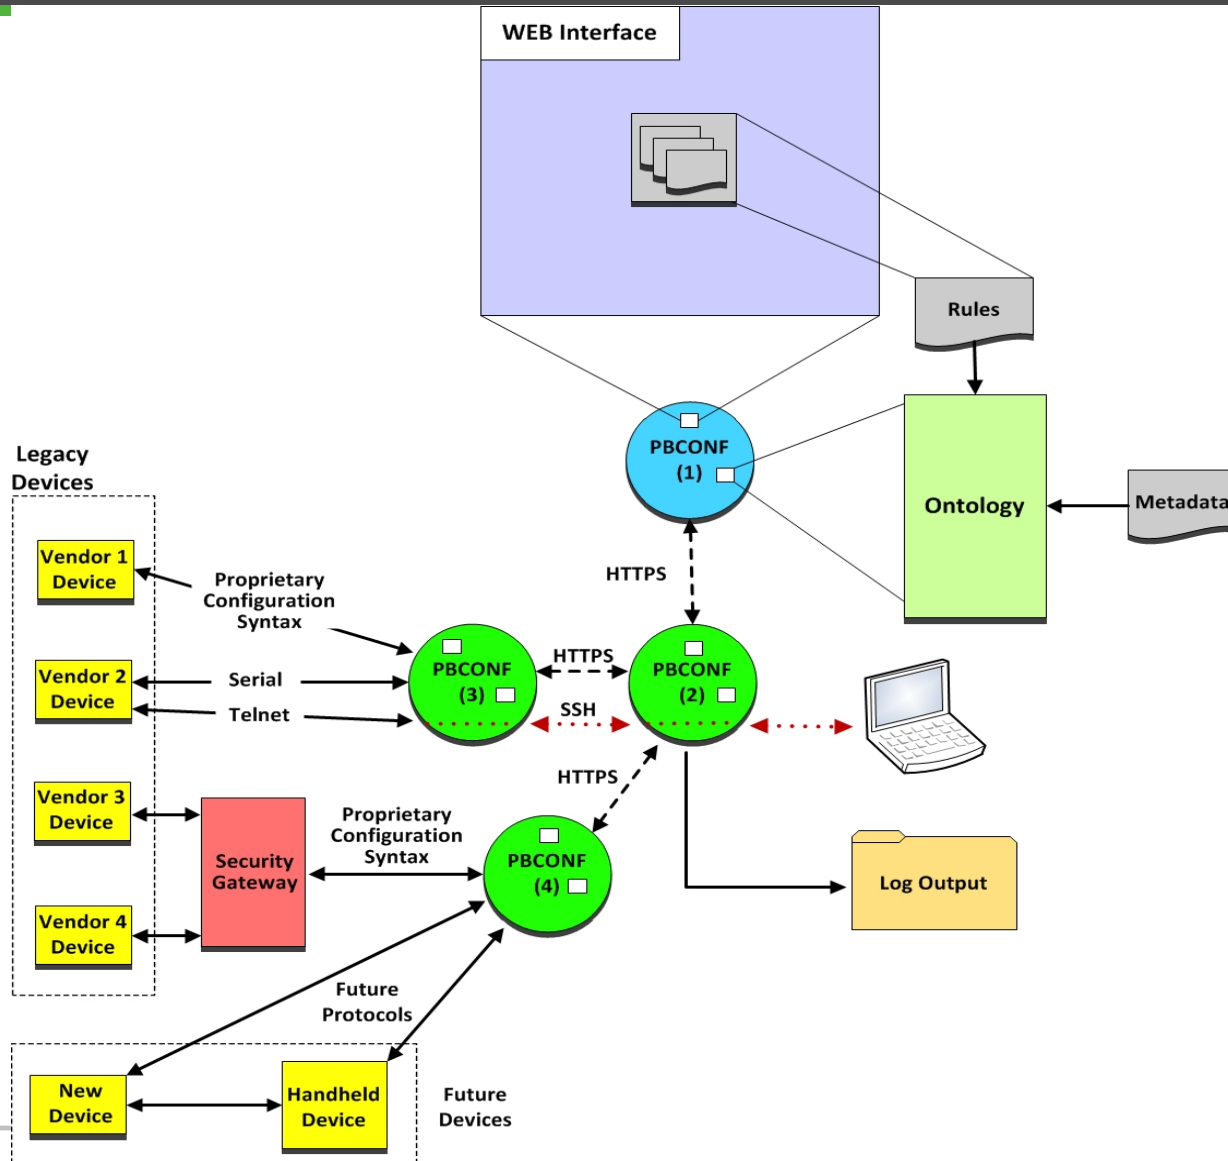 WEB Interface
Rules
PBCONF
(1)
Ontology
Metadata
Legacy
Devices
HTTPS
Vendor 1
Device
Proprietary
Configuration
Syntax
Vendor 2
Device
Serial
Telnet
PBCONF
(3)
HTTPS
SSH
PBCONF
(2)
HTTPS
Vendor 3
Device
Security
Gateway
Proprietary
Configuration
Syntax
PBCONF
(4)
Log Output
Vendor 4
Device
Future
Protocols
New
Device
Handheld
Device
Future
Devices